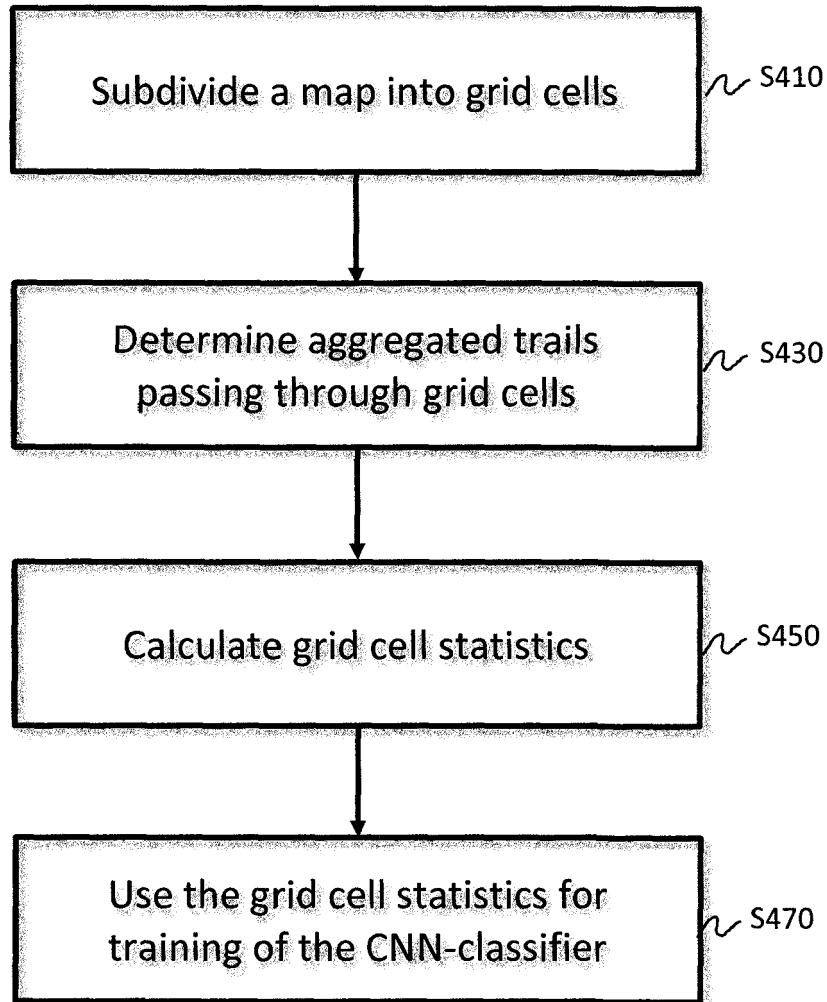 Subdivide a map into grid cells
S410
Determine aggregated trails
passing through grid cells
S430
Calculate grid cell statistics
S450
Use the grid cell statistics for
training of the CNN-classifier
S470